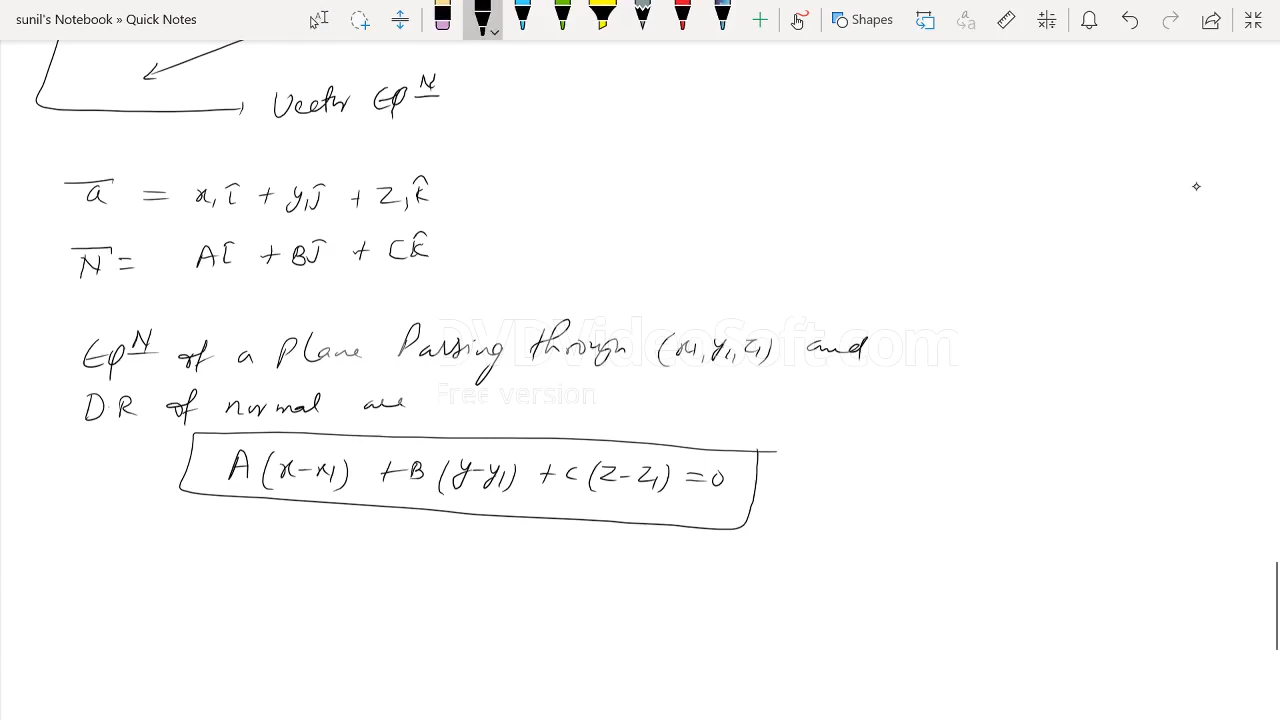 sunil's Notebook » Quick Notes
Shapes
Vector Eqᴺ
a̅ = x₁î + y₁ĵ + z₁k̂
N̅ = Aî + Bĵ + Ck̂
Eqᴺ of a Plane Passing through (x₁, y₁, z₁) and
D.R of normal are
A(x-x₁) + B(y-y₁) + C(z-z₁) = 0
DVDVideoSoft.com
Free version